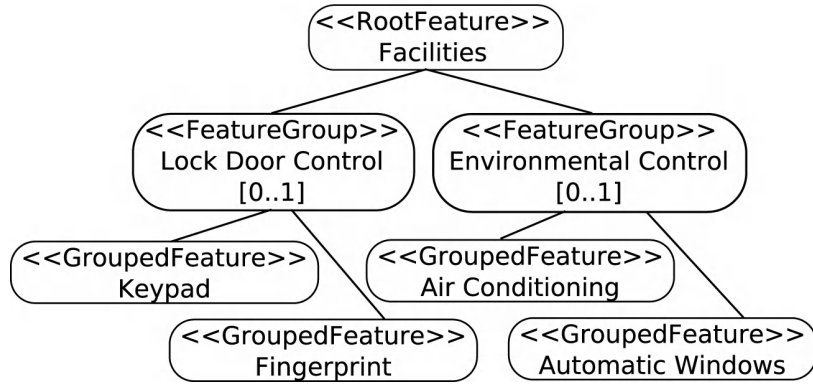 <<RootFeature>>
Facilities
<<FeatureGroup>>
Lock Door Control
[0..1]
<<FeatureGroup>>
Environmental Control
[0..1]
<<GroupedFeature>>
Keypad
<<GroupedFeature>>
Air Conditioning
<<GroupedFeature>>
Fingerprint
<<GroupedFeature>>
Automatic Windows